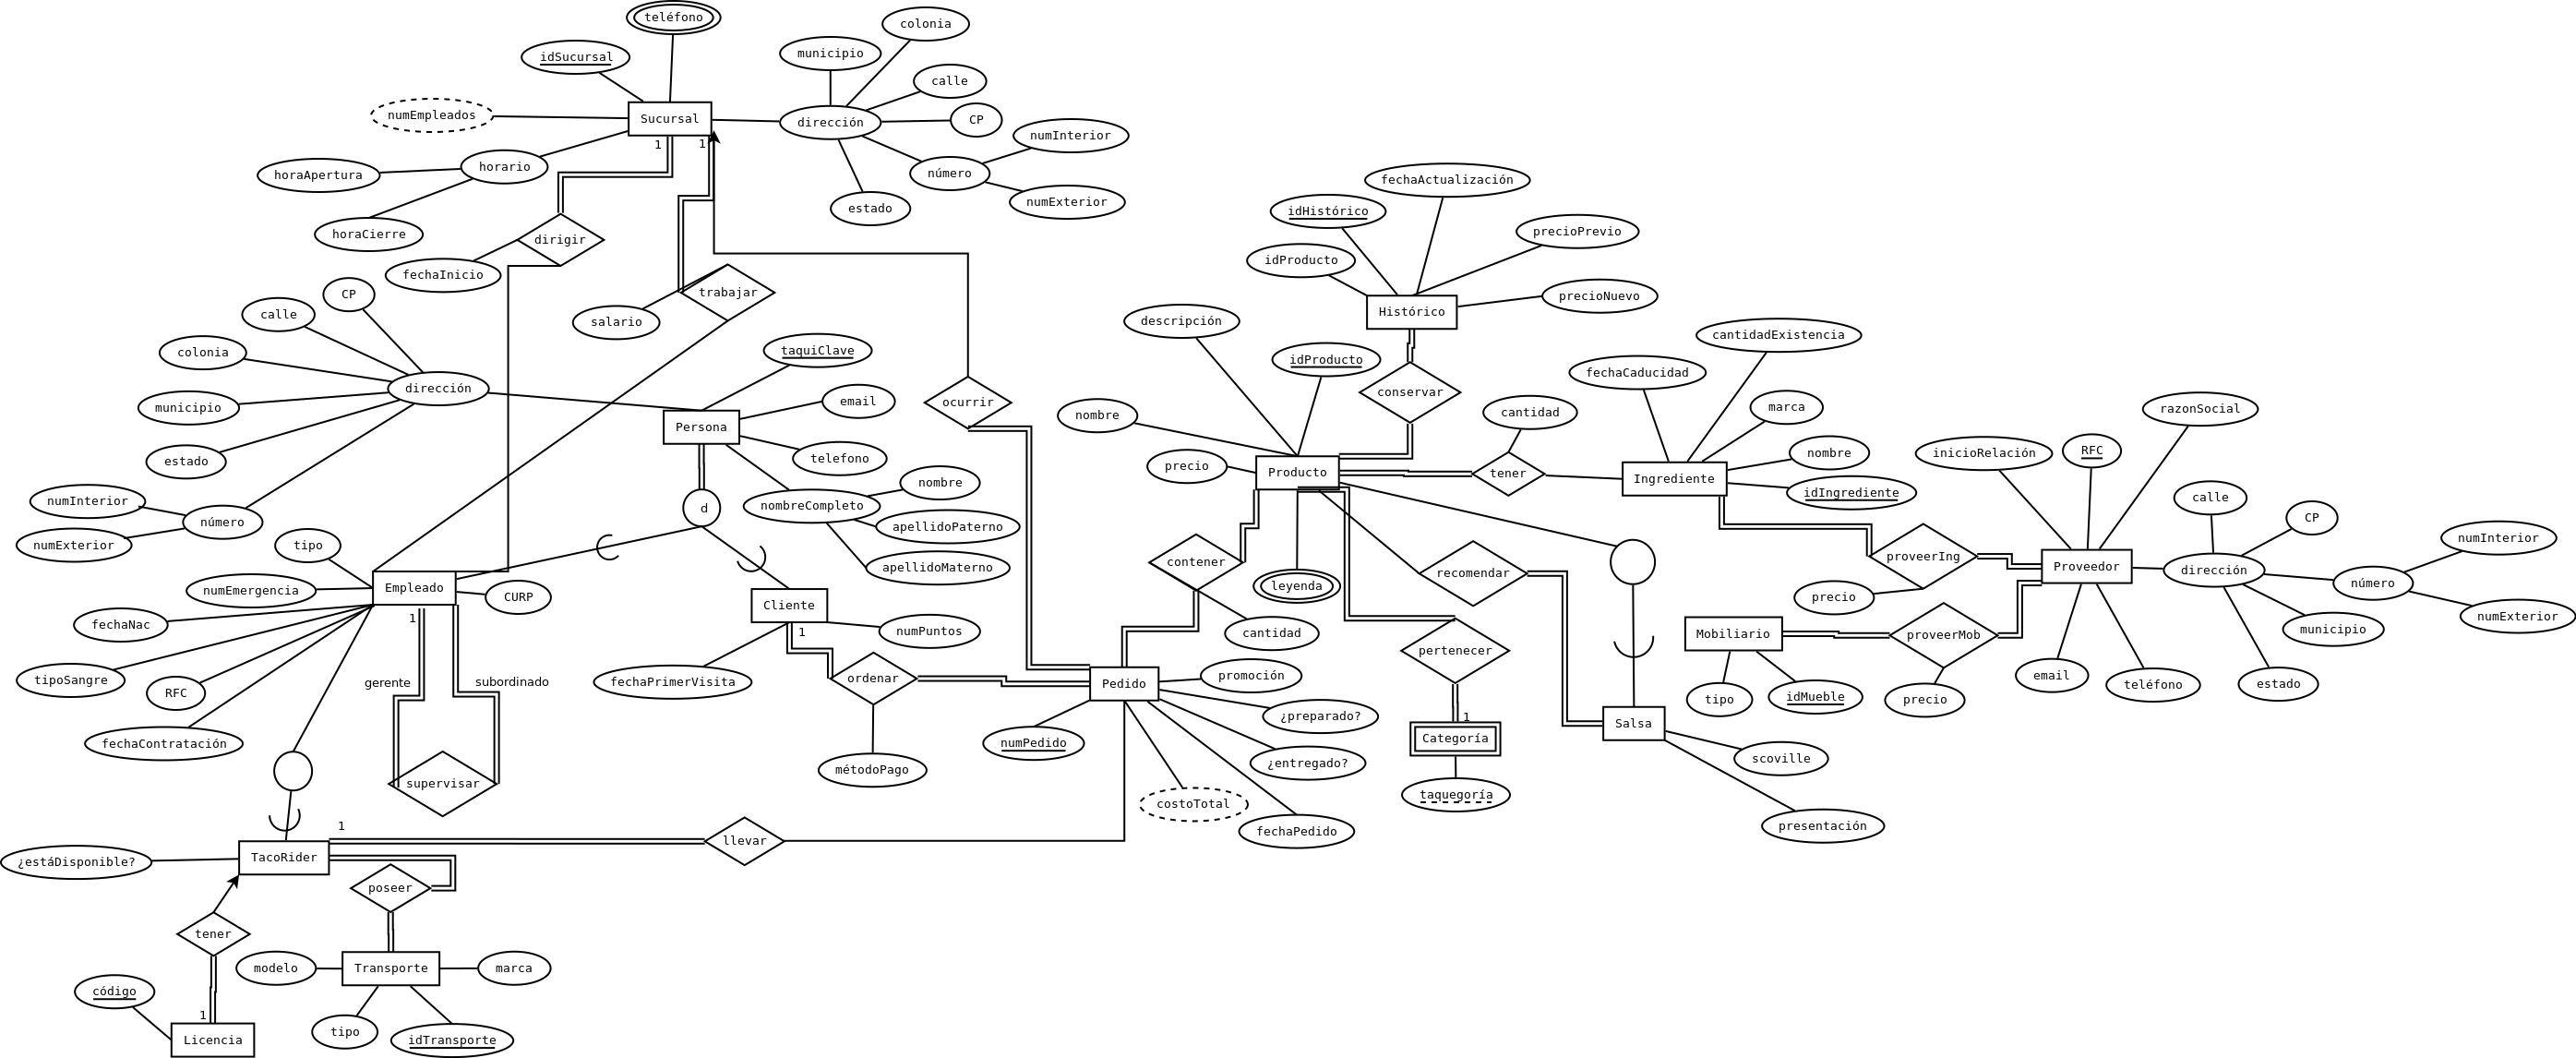 teléfono
colonia
municipio
idSucursal
calle
numEmpleados
Sucursal
dirección
CP
numInterior
1
1
horario
horaApertura
número
numExterior
estado
horaCierre
dirigir
fechaInicio
trabajar
salario
CP
calle
colonia
dirección
municipio
estado
numInterior
número
numExterior
taquiClave
email
Persona
telefono
nombre
nombreCompleto
apellidoPaterno
apellidoMaterno
d
ocurrir
tipo
numEmergencia
Empleado
CURP
fechaNac
1
tipoSangre
RFC
gerente
subordinado
fechaContratación
supervisar
Cliente
1
numPuntos
fechaPrimerVisita
ordenar
métodoPago
fechaActualización
idHistórico
precioPrevio
idProducto
precioNuevo
Histórico
descripción
idProducto
conservar
nombre
precio
Producto
cantidad
tener
cantidadExistencia
fechaCaducidad
marca
nombre
Ingrediente
idIngrediente
razonSocial
inicioRelación
RFC
calle
CP
numInterior
proveerIng
Proveedor
dirección
número
numExterior
precio
municipio
Mobiliario
proveerMob
email
teléfono
estado
tipo
idMueble
precio
contener
leyenda
recomendar
cantidad
pertenecer
Pedido
promoción
¿preparado?
1
Categoría
Salsa
numPedido
¿entregado?
scoville
costoTotal
taquegoría
fechaPedido
presentación
1
llevar
¿estáDisponible?
TacoRider
poseer
tener
modelo
Transporte
marca
código
1
tipo
idTransporte
Licencia